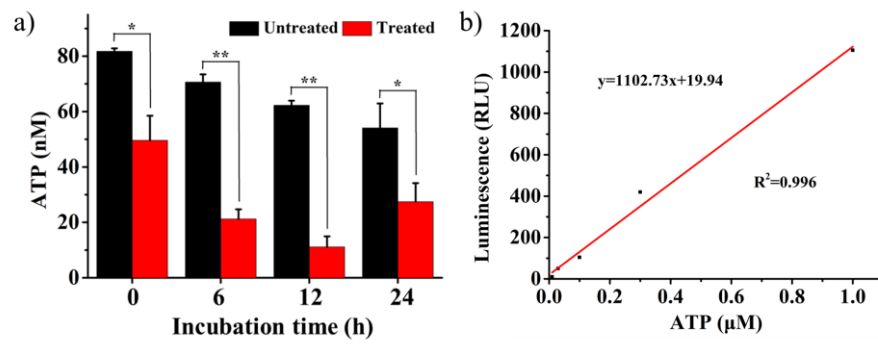 a)
Untreated Treated
* ** ** *
80
60
40
20
0
ATP (nM)
0 6 12 24
Incubation time (h)
b)
1200
1000
800
600
400
200
0
Luminescence (RLU)
y=1102.73x+19.94
R²=0.996
0.0 0.2 0.4 0.6 0.8 1.0
ATP (μM)